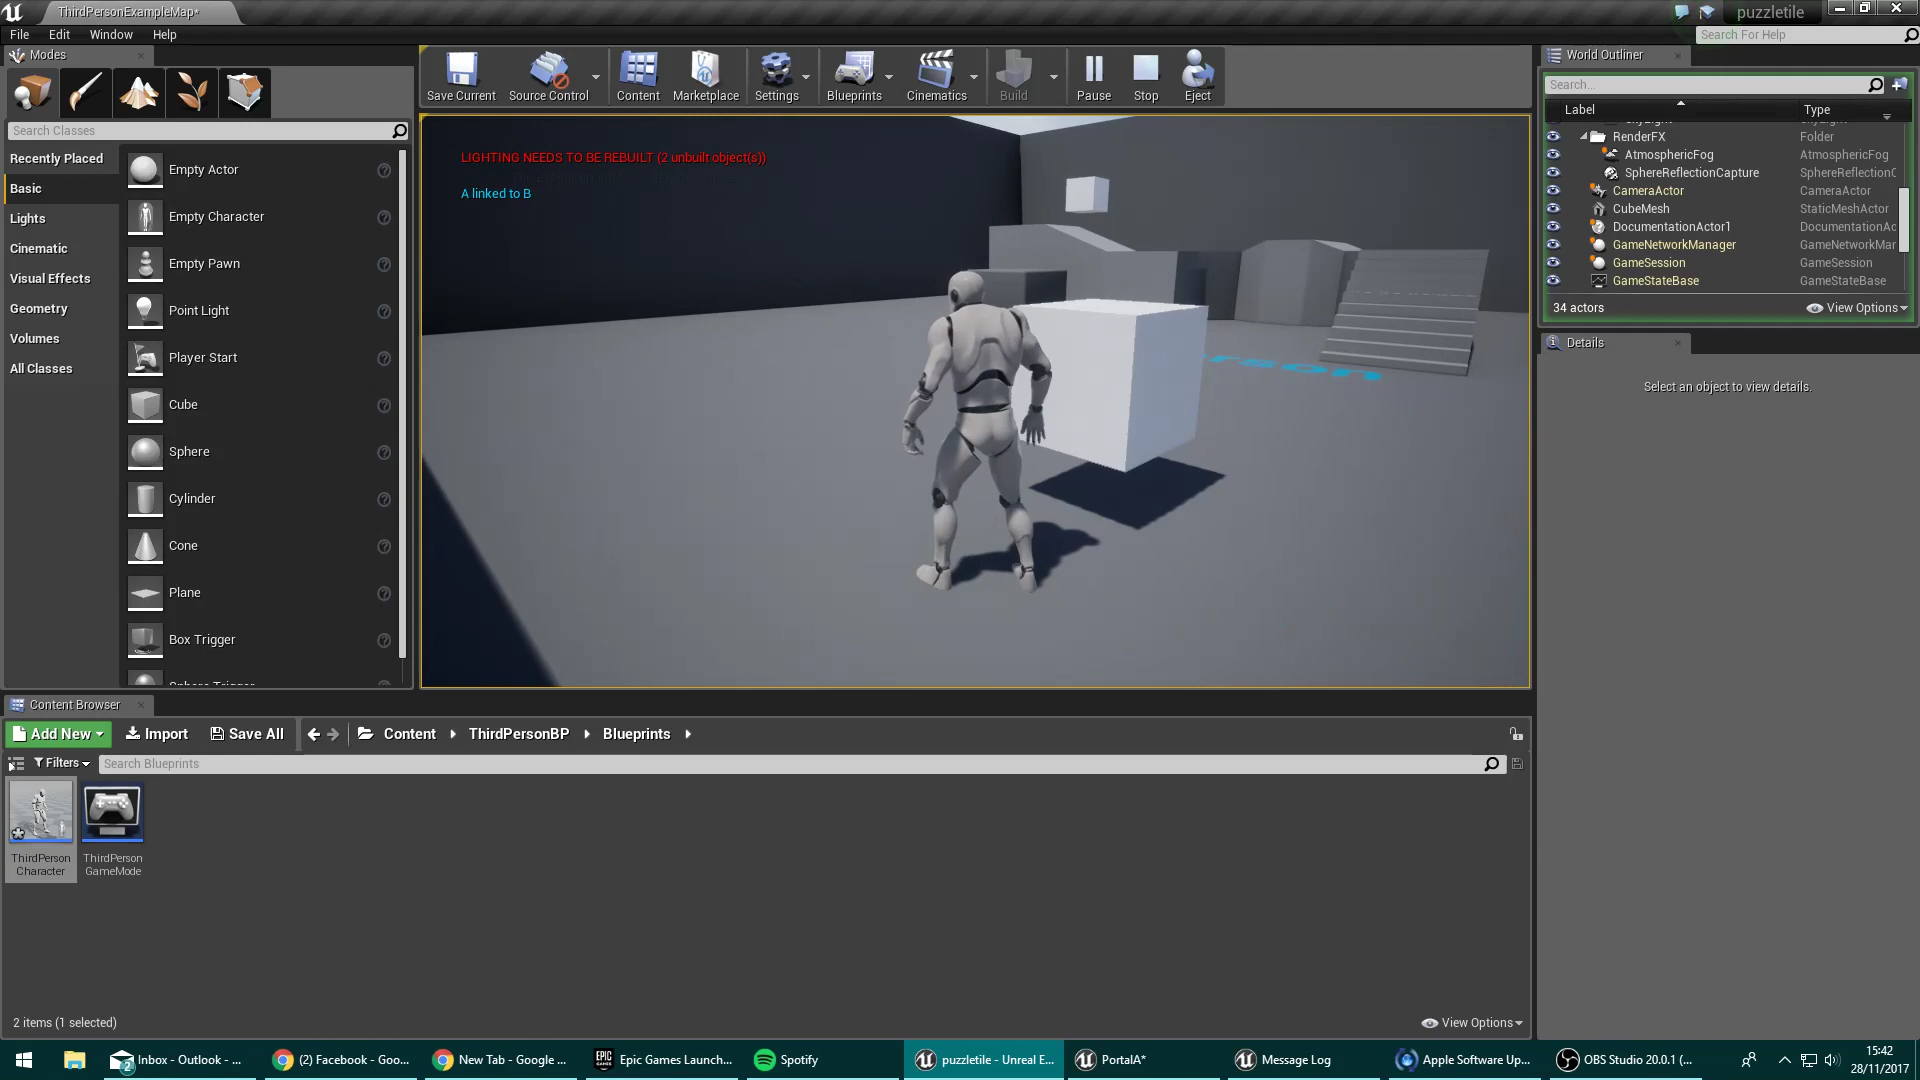 ThirdPersonExampleMap*
puzzletile
File
Edit
Window
Help
Search For Help
Modes
Save Current
Source Control
Content
Marketplace
Settings
Blueprints
Cinematics
Build
Pause
Stop
Eject
World Outliner
Search...
Label
Type
RenderFX
Folder
AtmosphericFog
AtmosphericFog
SphereReflectionCapture
SphereReflectionC
CameraActor
CameraActor
CubeMesh
StaticMeshActor
DocumentationActor1
DocumentationAc
GameNetworkManager
GameNetworkMar
GameSession
GameSession
GameStateBase
GameStateBase
34 actors
View Options
Details
Select an object to view details.
Search Classes
Recently Placed
Basic
Lights
Cinematic
Visual Effects
Geometry
Volumes
All Classes
Empty Actor
Empty Character
Empty Pawn
Point Light
Player Start
Cube
Sphere
Cylinder
Cone
Plane
Box Trigger
Sphere Trigger
LIGHTING NEEDS TO BE REBUILT (2 unbuilt object(s))
A linked to B
rson
Content Browser
Add New
Import
Save All
Content
ThirdPersonBP
Blueprints
Filters
Search Blueprints
ThirdPerson
Character
ThirdPerson
GameMode
2 items (1 selected)
View Options
2
Inbox - Outlook - ...
(2) Facebook - Goo...
New Tab - Google ...
EPIC GAMES
Epic Games Launch...
Spotify
puzzletile - Unreal E...
PortalA*
Message Log
Apple Software Up...
OBS Studio 20.0.1 (...
15:42
28/11/2017